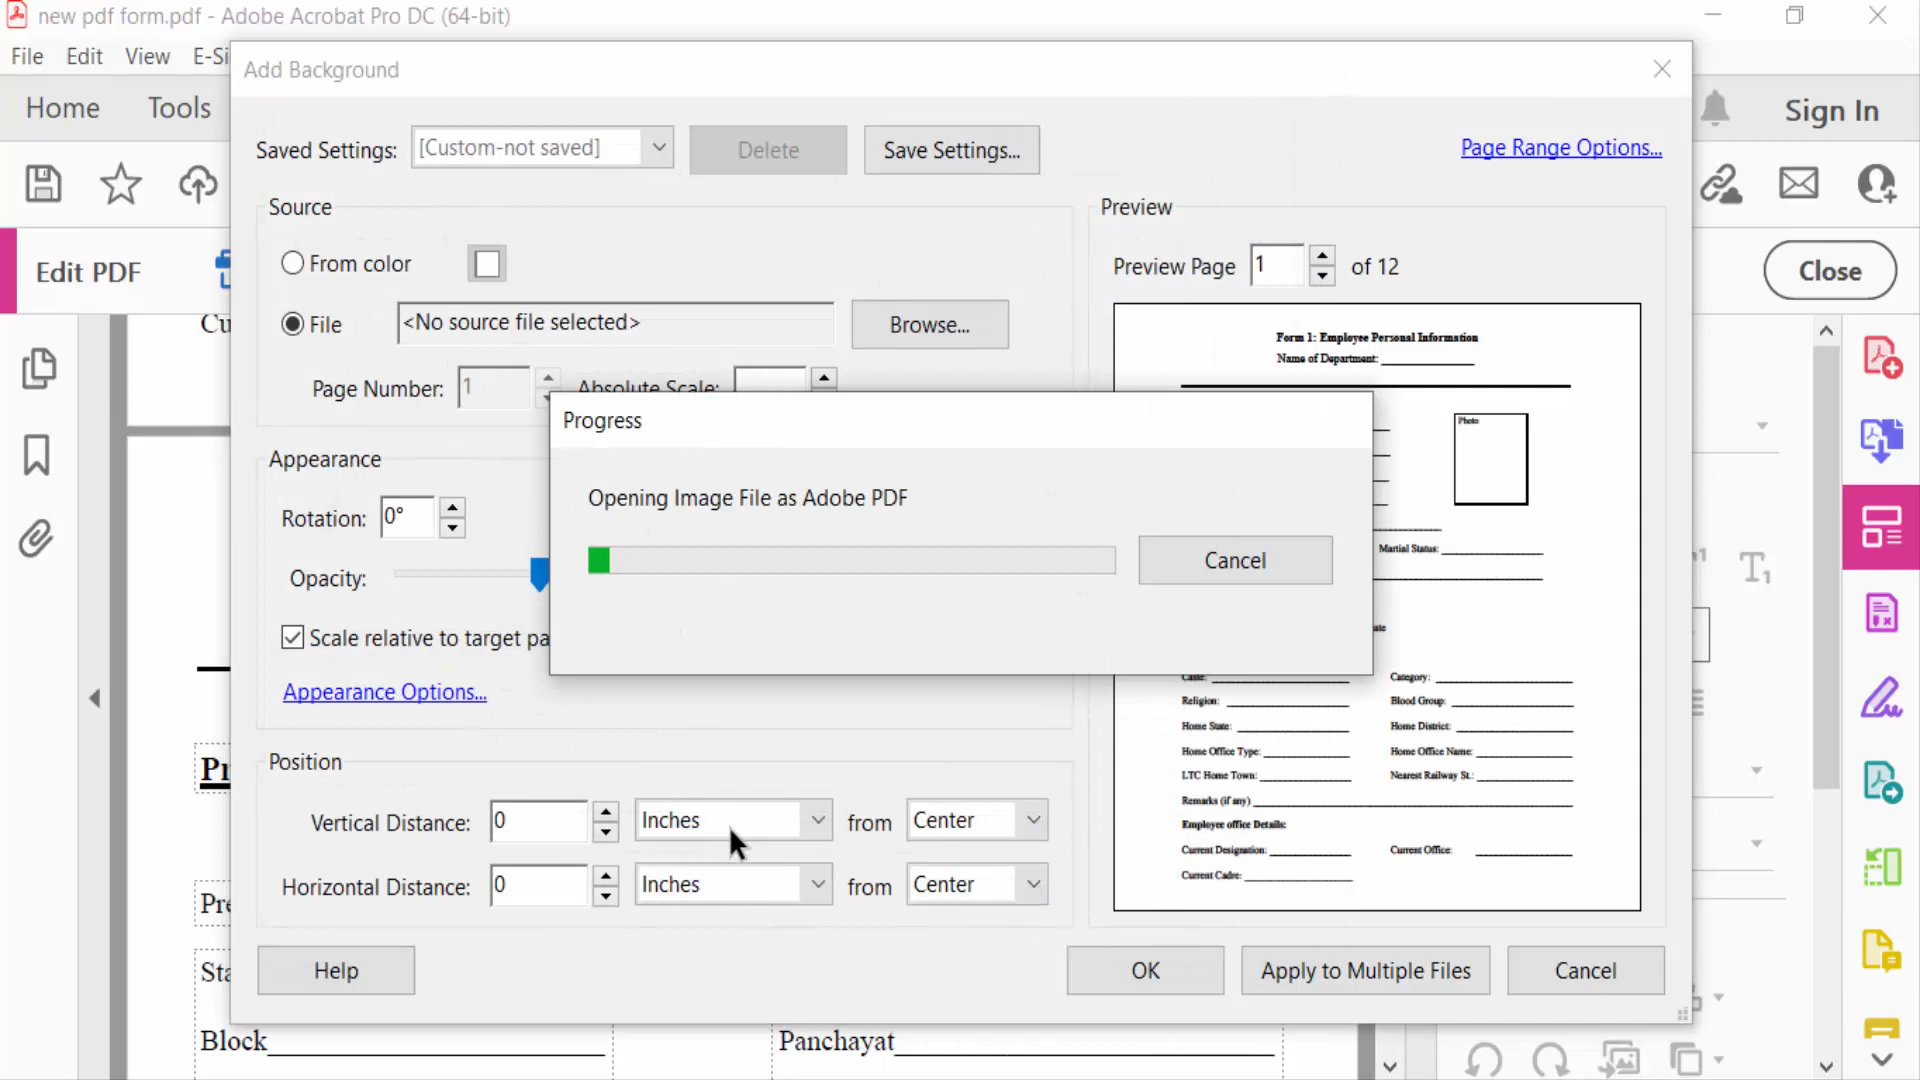 new pdf form.pdf - Adobe Acrobat Pro DC (64-bit)
File Edit View E-Si
Add Background
Home Tools
Sign In
Saved Settings: [Custom-not saved] Delete Save Settings... Page Range Options...
Edit PDF
Close
Source
From color
File <No source file selected> Browse...
Page Number: 1 Absolute Scale:
Preview
Preview Page 1 of 12
Form 1: Employee Personal Information
Name of Department:
Photo
Martial Status:
Caste: Category:
Religion: Blood Group:
Home State: Home District:
Home Office Type: Home Office Name:
LTC Home Town: Nearest Railway St.:
Remarks (if any)
Employee office Details:
Current Designation: Current Office:
Current Cadre:
Progress
Opening Image File as Adobe PDF
Cancel
Appearance
Rotation: 0°
Opacity:
Scale relative to target pa
Appearance Options...
Position
Vertical Distance: 0 Inches from Center
Horizontal Distance: 0 Inches from Center
Help OK Apply to Multiple Files Cancel
Cu
Pr
Pre
Sta
Block Panchayat